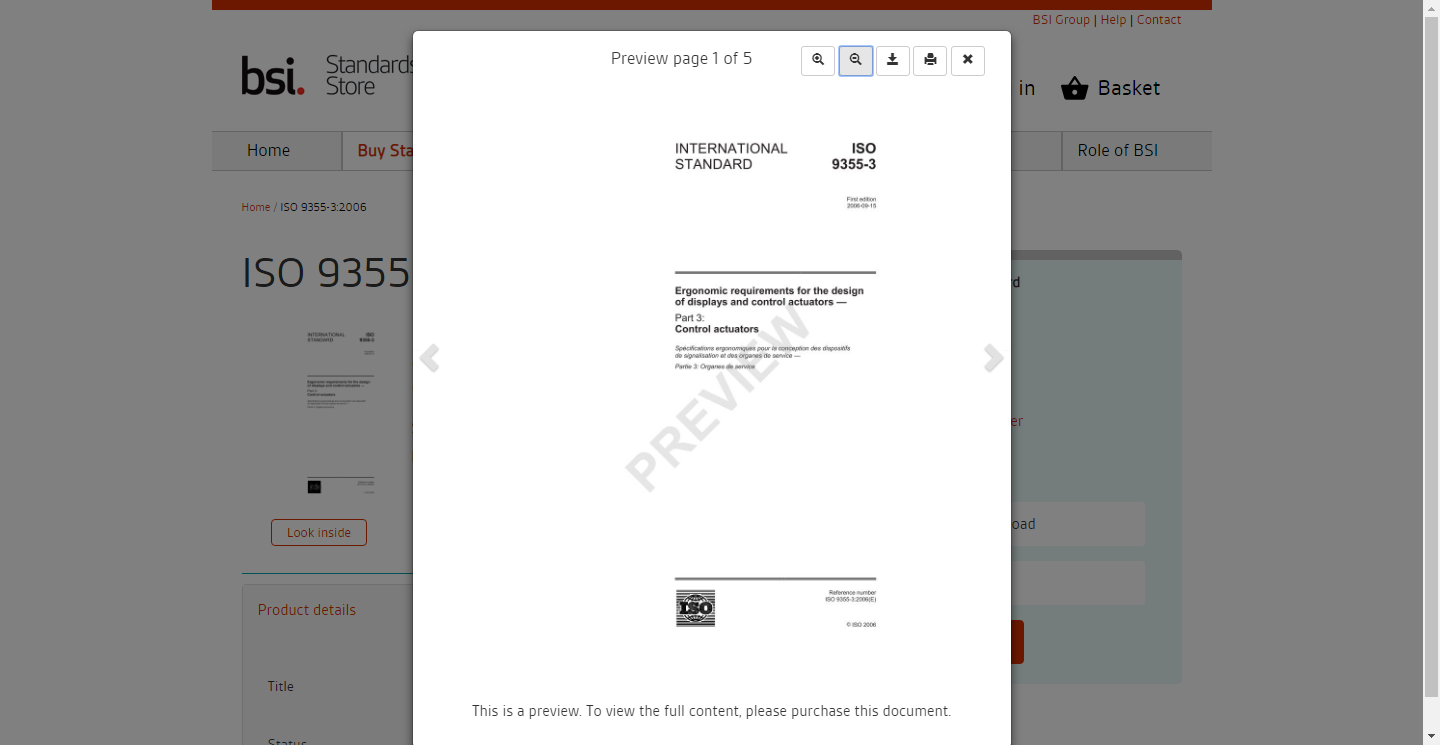 BSI Group | Help | Contact
bsi.
Standards
Store
in
Basket
Home
Buy Sta
Role of BSI
Home / ISO 9355-3:2006
ISO 9355
Look inside
Product details
Title
Status
Preview page 1 of 5
INTERNATIONAL
STANDARD
ISO
9355-3
First edition
2006-09-15
Ergonomic requirements for the design
of displays and control actuators —
Part 3:
Control actuators
Spécifications ergonomiques pour la conception des dispositifs
de signalisation et des organes de service —
Partie 3: Organes de service
PREVIEW
ISO
Reference number
ISO 9355-3:2006(E)
© ISO 2006
This is a preview. To view the full content, please purchase this document.
rd
er
oad